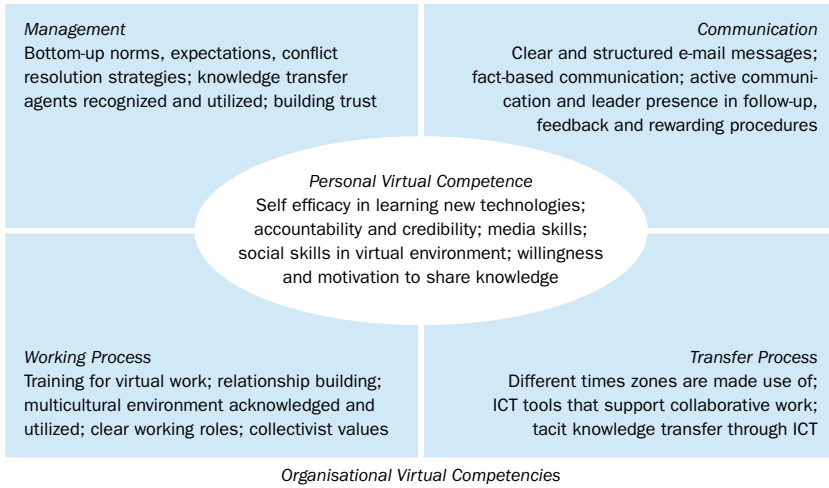 Management
Bottom-up norms, expectations, conflict
resolution strategies; knowledge transfer
agents recognized and utilized; building trust
Communication
Clear and structured e-mail messages;
fact-based communication; active communi-
cation and leader presence in follow-up,
feedback and rewarding procedures
Personal Virtual Competence
Self efficacy in learning new technologies;
accountability and credibility; media skills;
social skills in virtual environment; willingness
and motivation to share knowledge
Working Process
Training for virtual work; relationship building;
multicultural environment acknowledged and
utilized; clear working roles; collectivist values
Transfer Process
Different times zones are made use of;
ICT tools that support collaborative work;
tacit knowledge transfer through ICT
Organisational Virtual Competencies